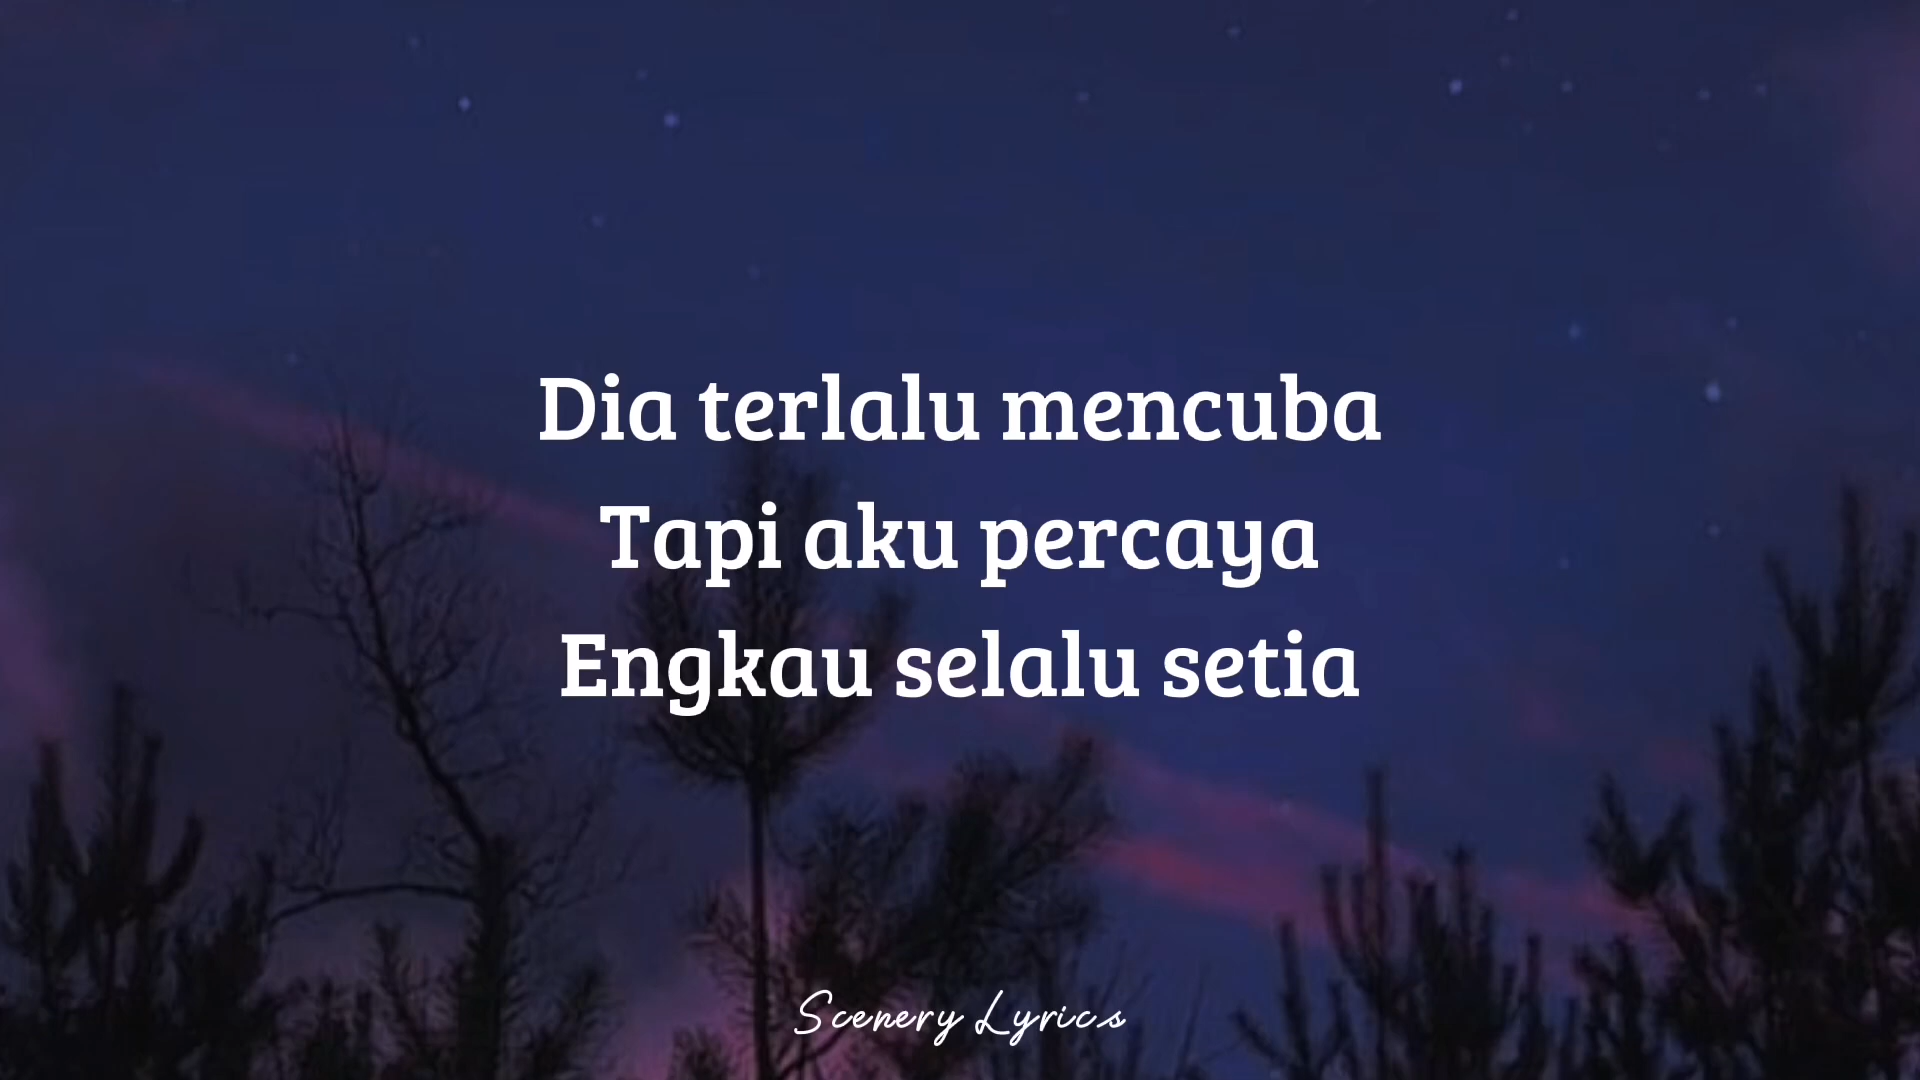 Dia terlalu mencuba
Tapi aku percaya
Engkau selalu setia
Scenery Lyrics